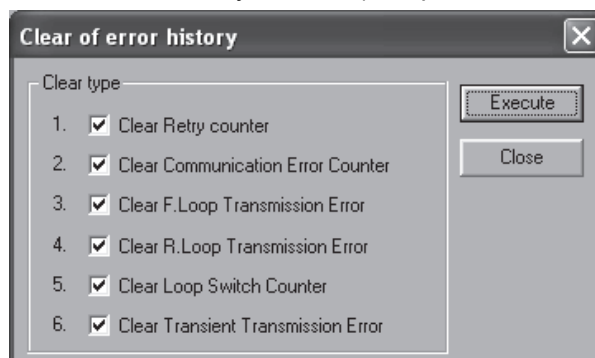 Clear of error history
Clear type
1. Clear Retry counter
2. Clear Communication Error Counter
3. Clear F.Loop Transmission Error
4. Clear R.Loop Transmission Error
5. Clear Loop Switch Counter
6. Clear Transient Transmission Error
Execute
Close